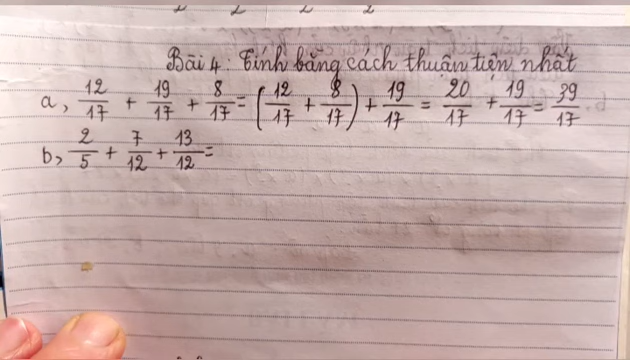 Bài 4: Tính bằng cách thuận tiện nhất
a, 12/17 + 19/17 + 8/17 = (12/17 + 8/17) + 19/17 = 20/17 + 19/17 = 39/17
b, 2/5 + 7/12 + 13/12 =